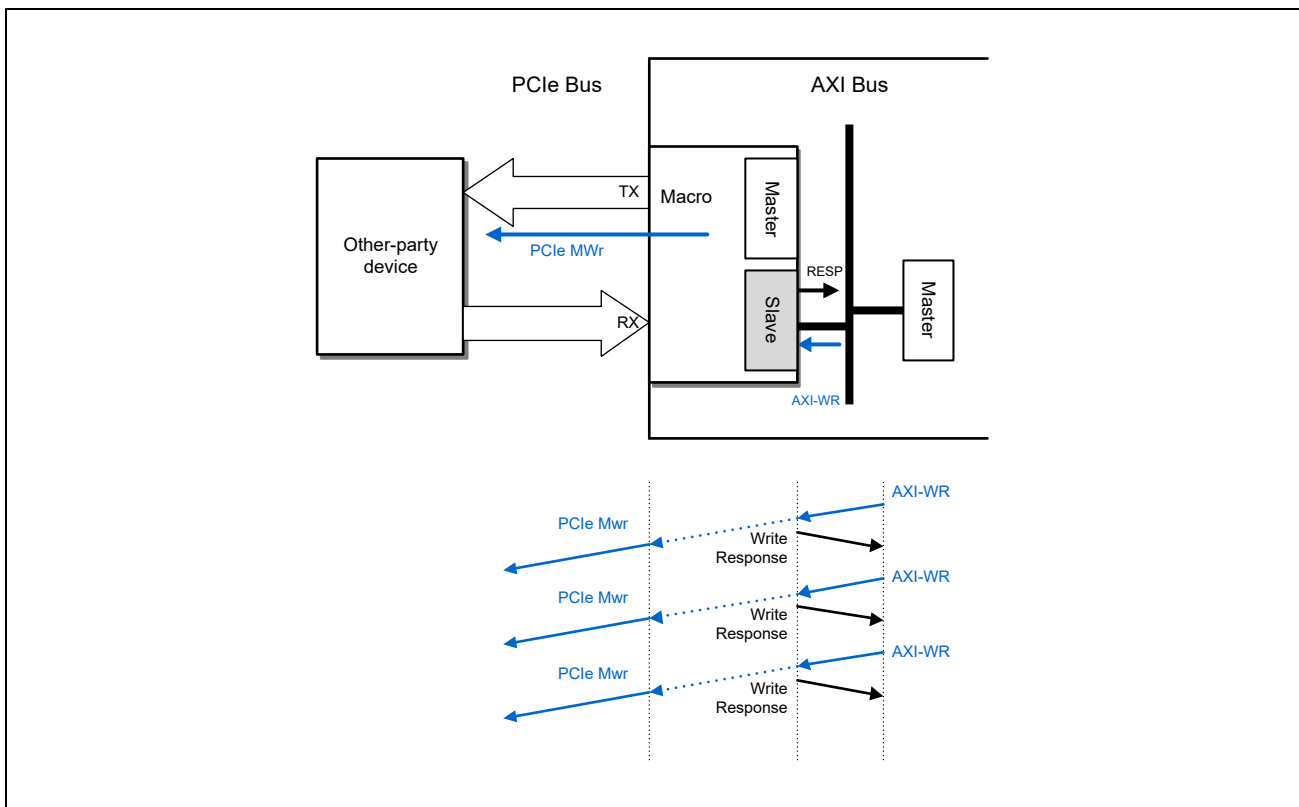 PCIe Bus
AXI Bus
Other-party
device
TX
Macro
Master
PCIe MWr
RESP
Slave
Master
RX
AXI-WR
AXI-WR
PCIe Mwr
Write
Response
AXI-WR
PCIe Mwr
Write
Response
AXI-WR
PCIe Mwr
Write
Response